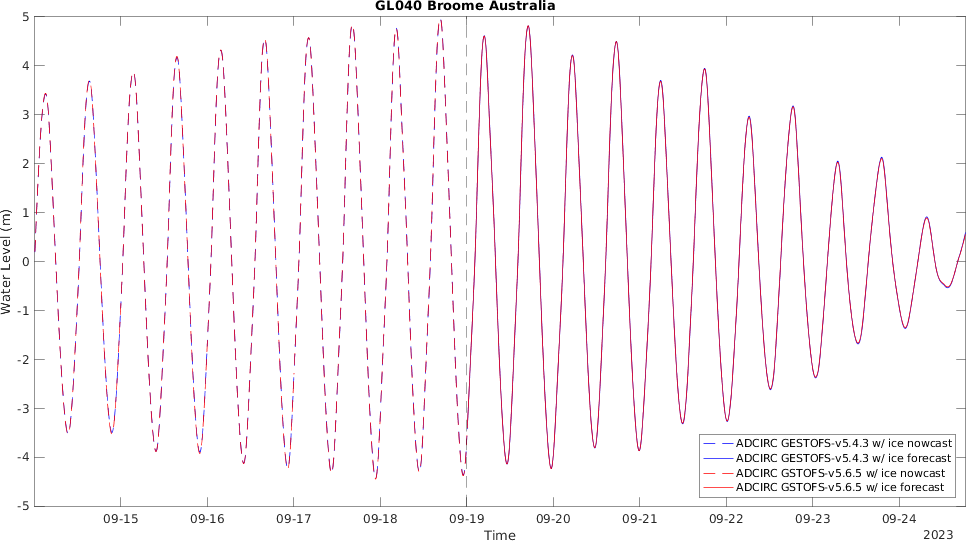 GL040 Broome Australia
5
4
3
2
1
0
-1
-2
-3
-4
-5
Water Level (m)
ADCIRC GESTOFS-v5.4.3 w/ ice nowcast
ADCIRC GESTOFS-v5.4.3 w/ ice forecast
ADCIRC GSTOFS-v5.6.5 w/ ice nowcast
ADCIRC GSTOFS-v5.6.5 w/ ice forecast
09-15 09-16 09-17 09-18 09-19 09-20 09-21 09-22 09-23 09-24
Time
2023